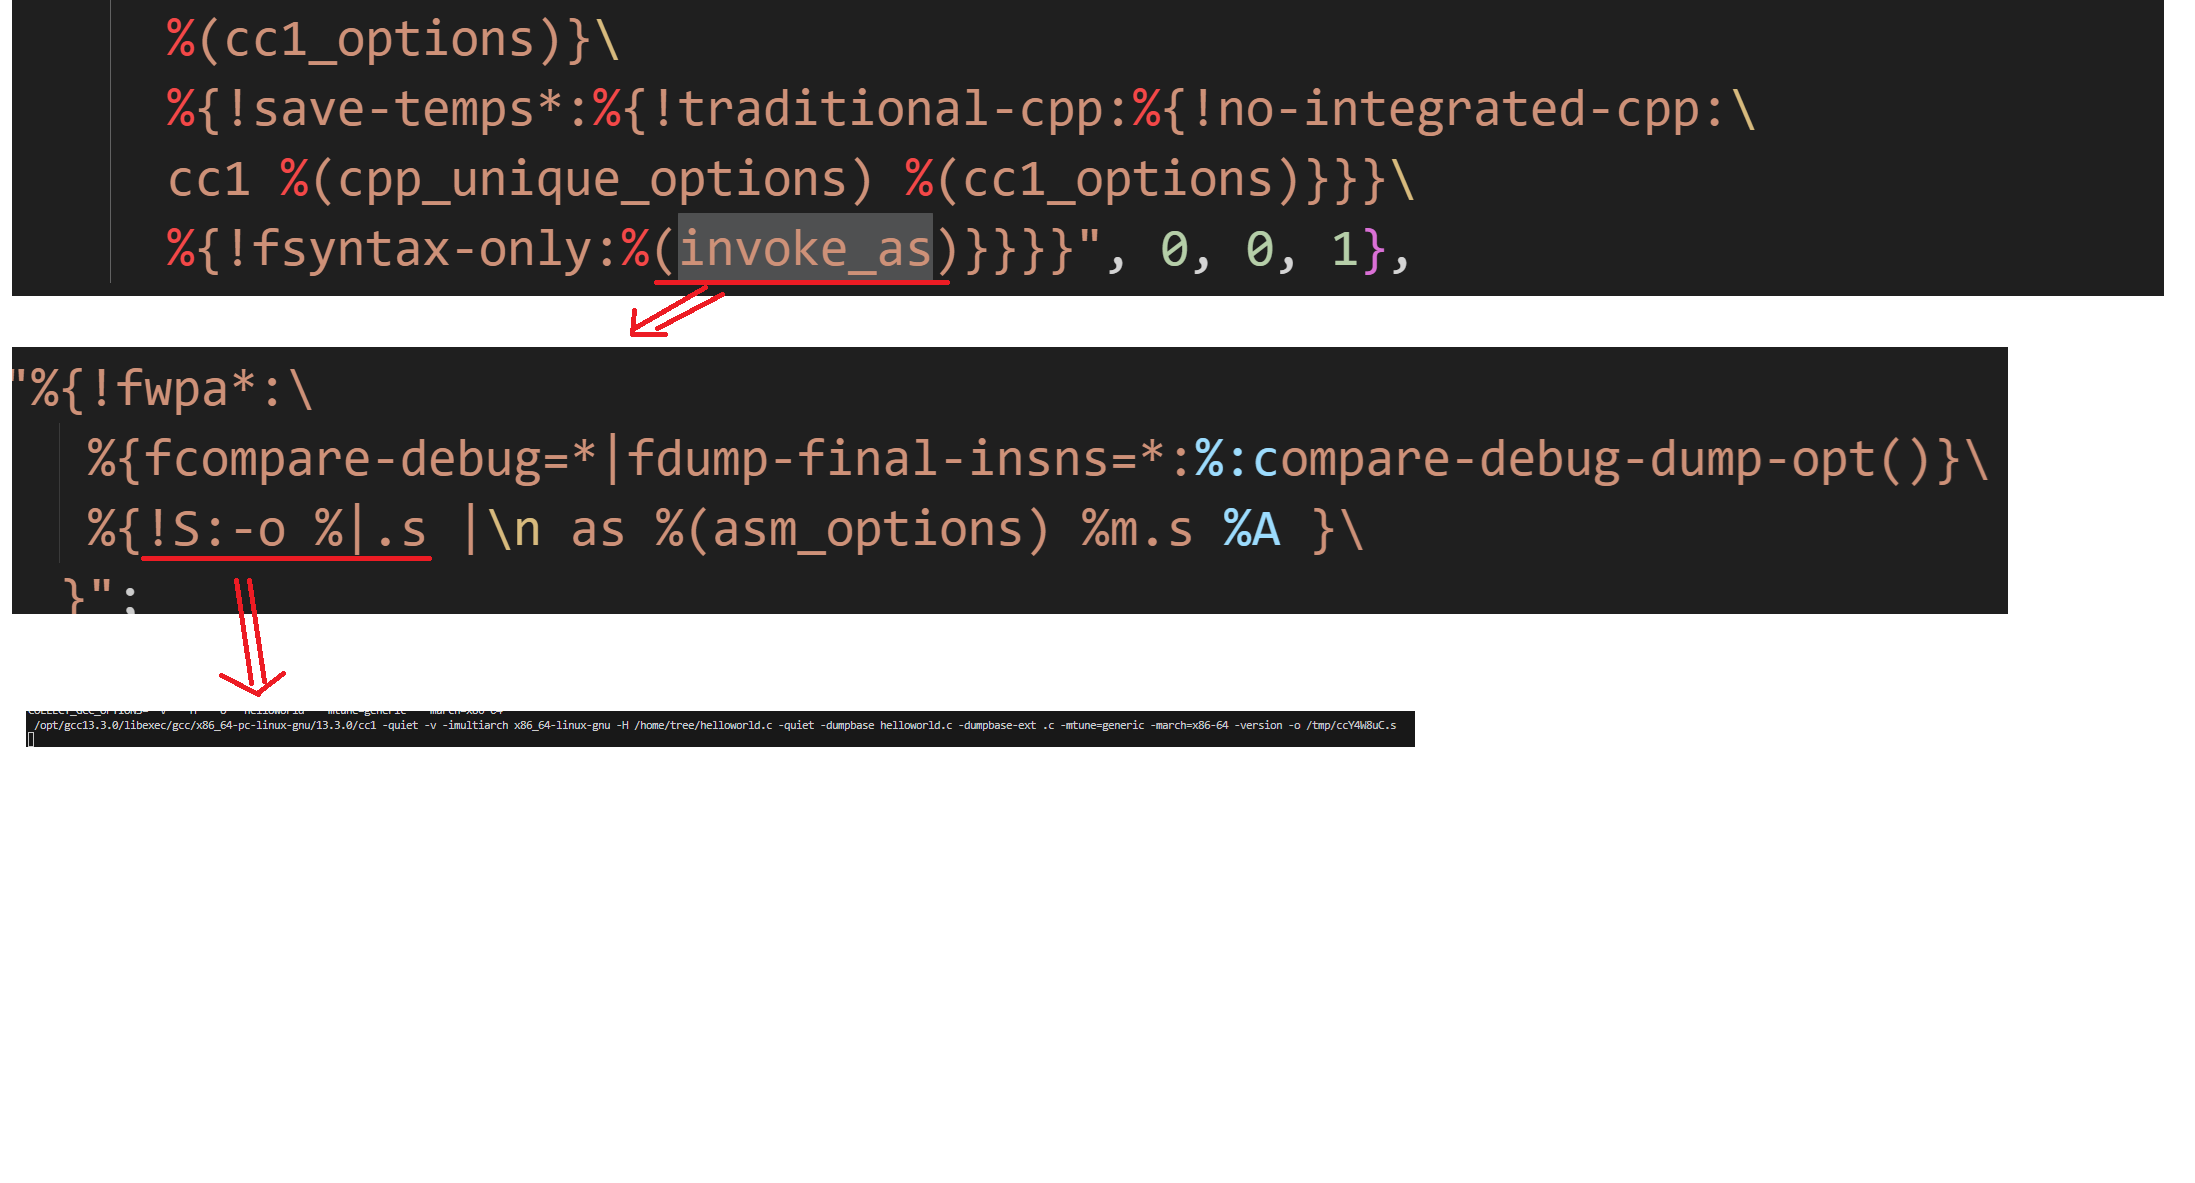 %(cc1_options)}\
%{!save-temps*:%{!traditional-cpp:%{!no-integrated-cpp:\
cc1 %(cpp_unique_options) %(cc1_options)}}}\
%{!fsyntax-only:%(invoke_as)}}}}", 0, 0, 1},
"%{!fwpa*:\
%{fcompare-debug=*|fdump-final-insns=*:%:compare-debug-dump-opt()}\
%{!S:-o %|.s |\n as %(asm_options) %m.s %A }\
}";
/opt/gcc13.3.0/libexec/gcc/x86_64-pc-linux-gnu/13.3.0/cc1 -quiet -v -imultiarch x86_64-linux-gnu -H /home/tree/helloworld.c -quiet -dumpbase helloworld.c -dumpbase-ext .c -mtune=generic -march=x86-64 -version -o /tmp/ccY4W8uC.s